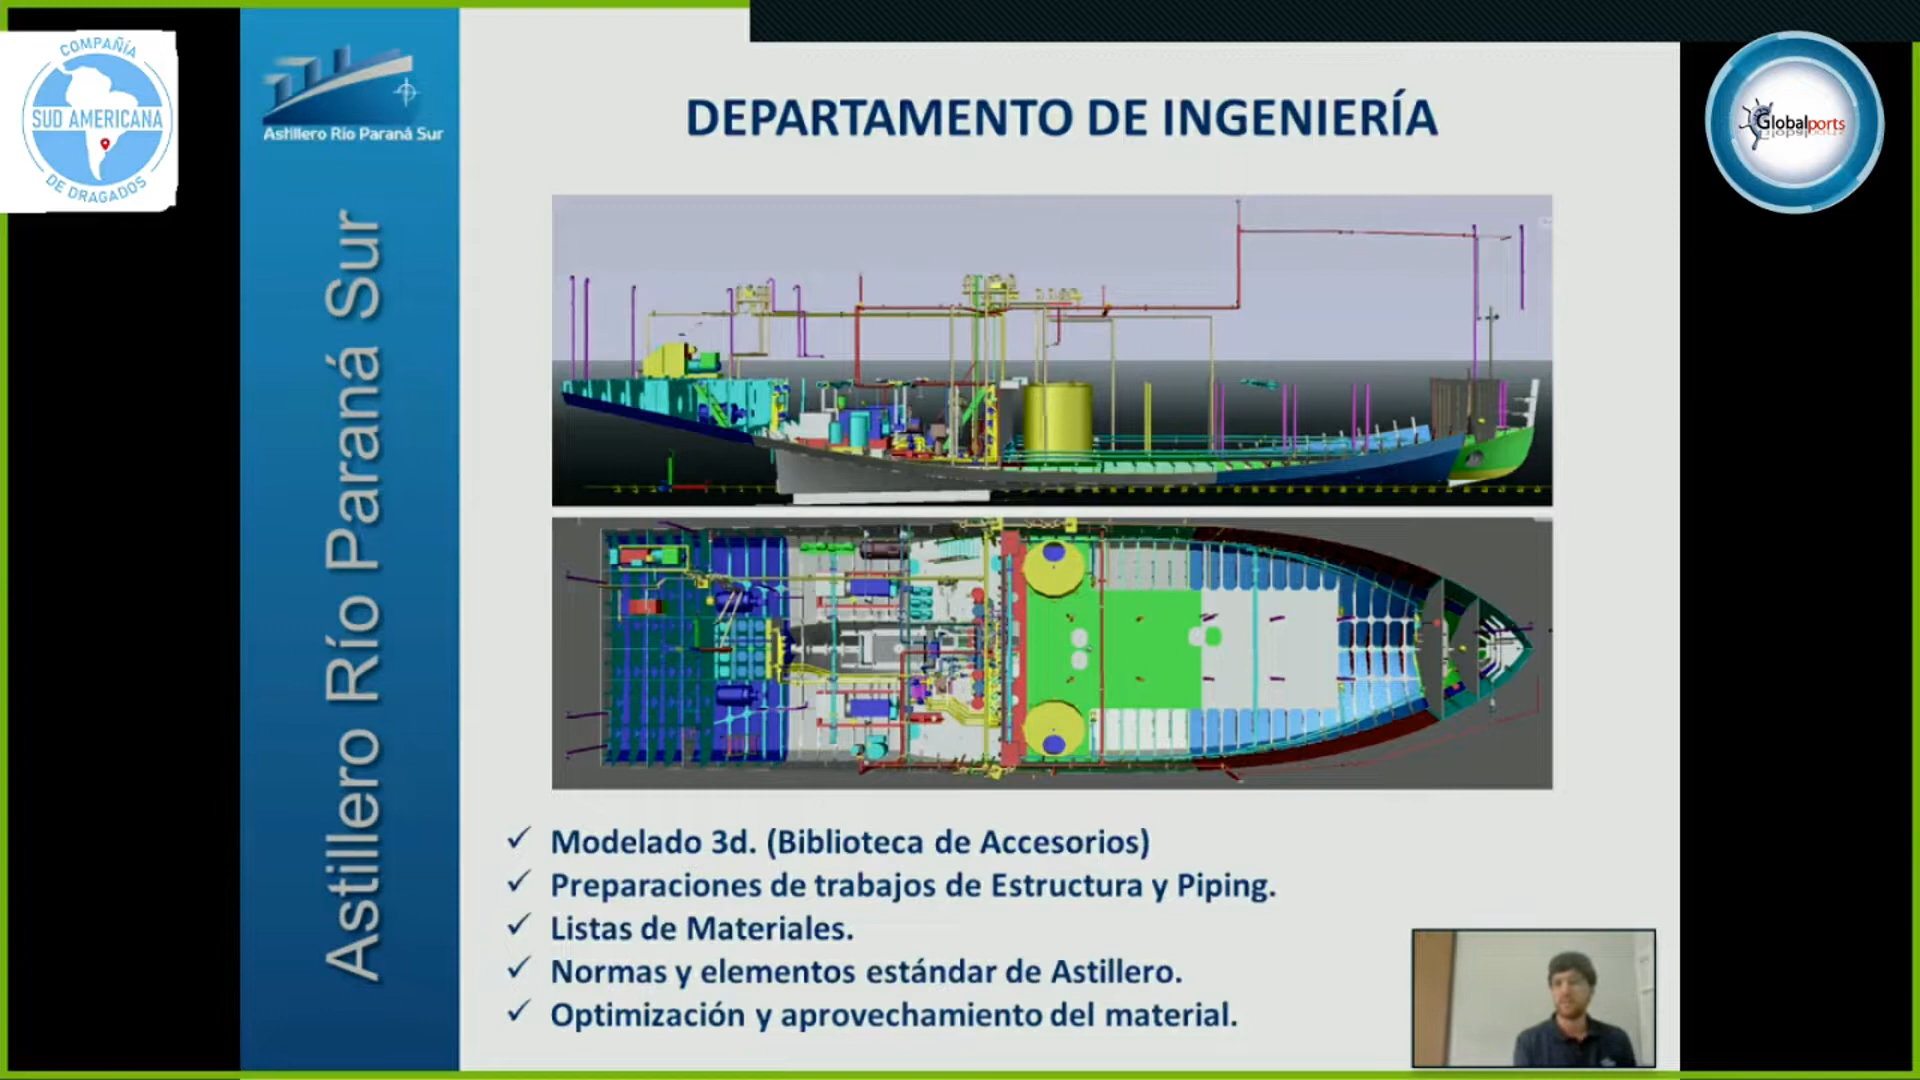 COMPAÑÍA
SUD AMERICANA
DE DRAGADOS
Astillero Río Paraná Sur
Astillero Río Paraná Sur
DEPARTAMENTO DE INGENIERÍA
Globalports
✓ Modelado 3d. (Biblioteca de Accesorios)
✓ Preparaciones de trabajos de Estructura y Piping.
✓ Listas de Materiales.
✓ Normas y elementos estándar de Astillero.
✓ Optimización y aprovechamiento del material.